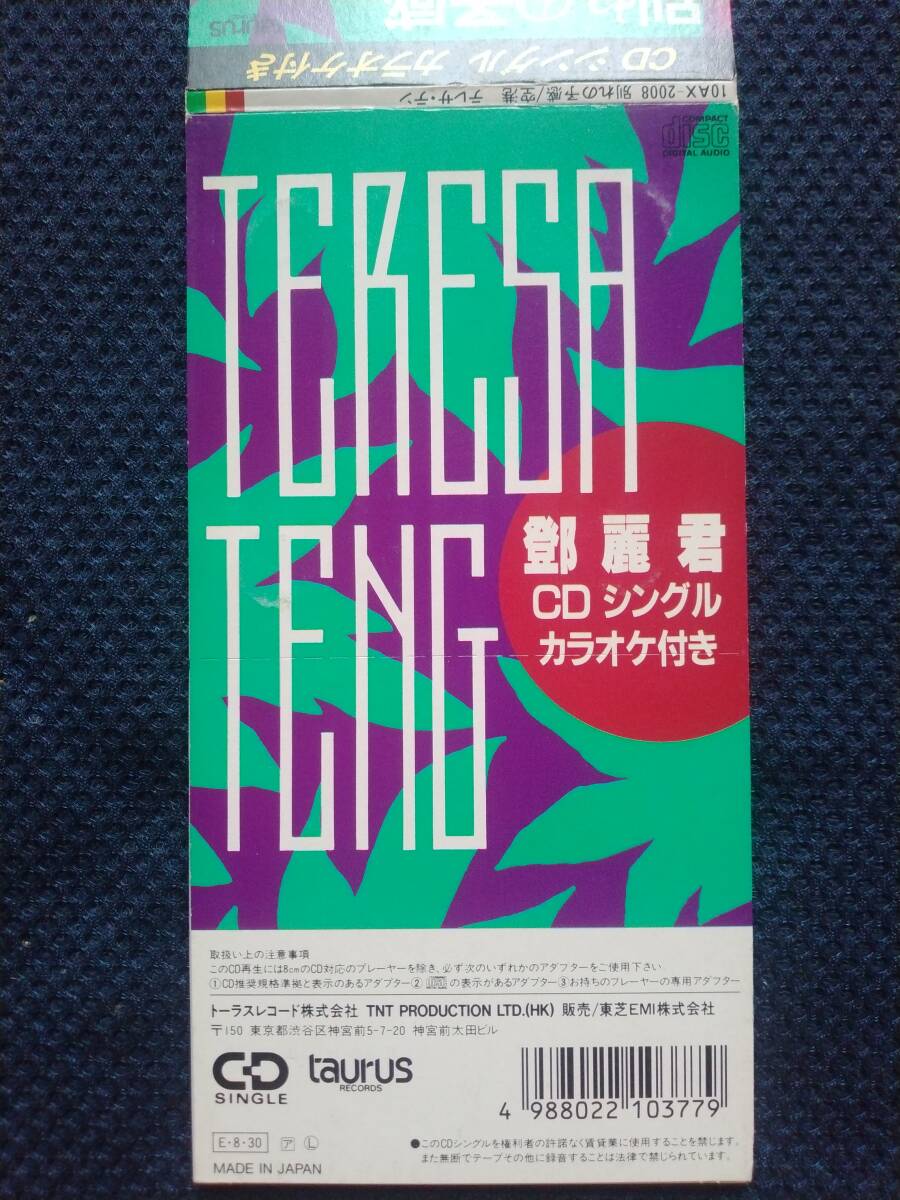 別れの予感
taurus
CD シングル カラオケ付き
10AX-2008 別れの予感/空港 テレサ・テン
COMPACT
disc
DIGITAL AUDIO
TERESA
TENG
鄧麗君
CD シングル
カラオケ付き
取扱い上の注意事項
このCD再生には8cmのCD対応のプレーヤーを除き、必ず次のいずれかのアダプターをご使用下さい
①CD推奨規格準拠と表示のあるアダプター② disc の表示があるアダプター③お持ちのプレーヤーの専用アダプター
トーラスレコード株式会社 TNT PRODUCTION LTD.(HK) 販売/東芝EMI株式会社
〒150 東京都渋谷区神宮前5-7-20 神宮前太田ビル
CD
SINGLE
taurus
RECORDS
4 988022 103779
E・8・30 ア Ⓛ
MADE IN JAPAN
●このCDシングルを権利者の許諾なく賃貸業に使用することを禁じます。
また無断でテープその他に録音することは法律で禁じられています。